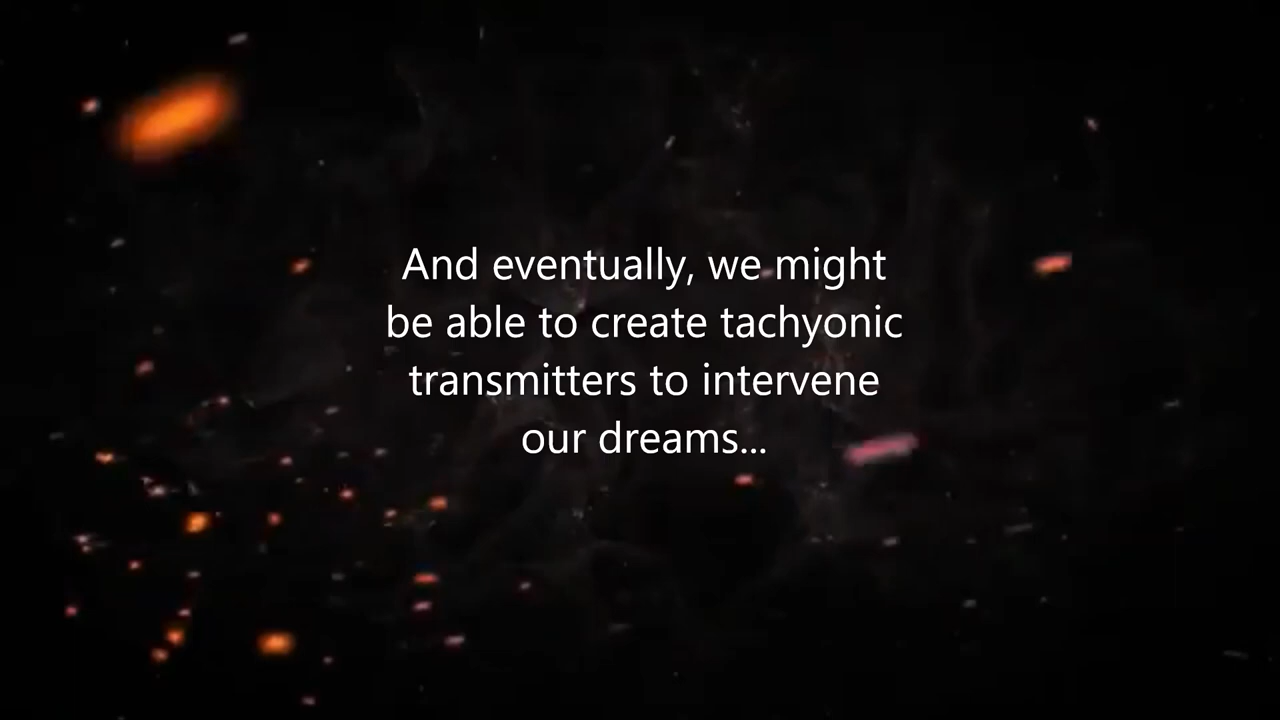 And eventually, we might
be able to create tachyonic
transmitters to intervene
our dreams...